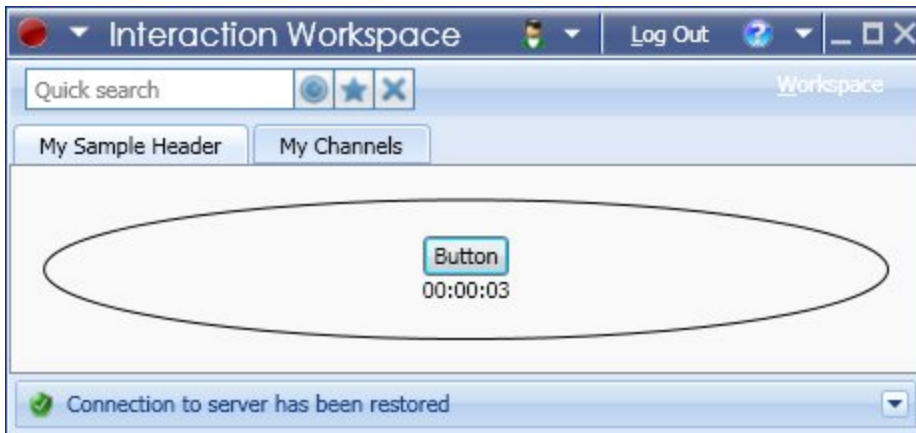 Interaction Workspace Log Out
Quick search Workspace
My Sample Header My Channels
Button
00:00:03
Connection to server has been restored